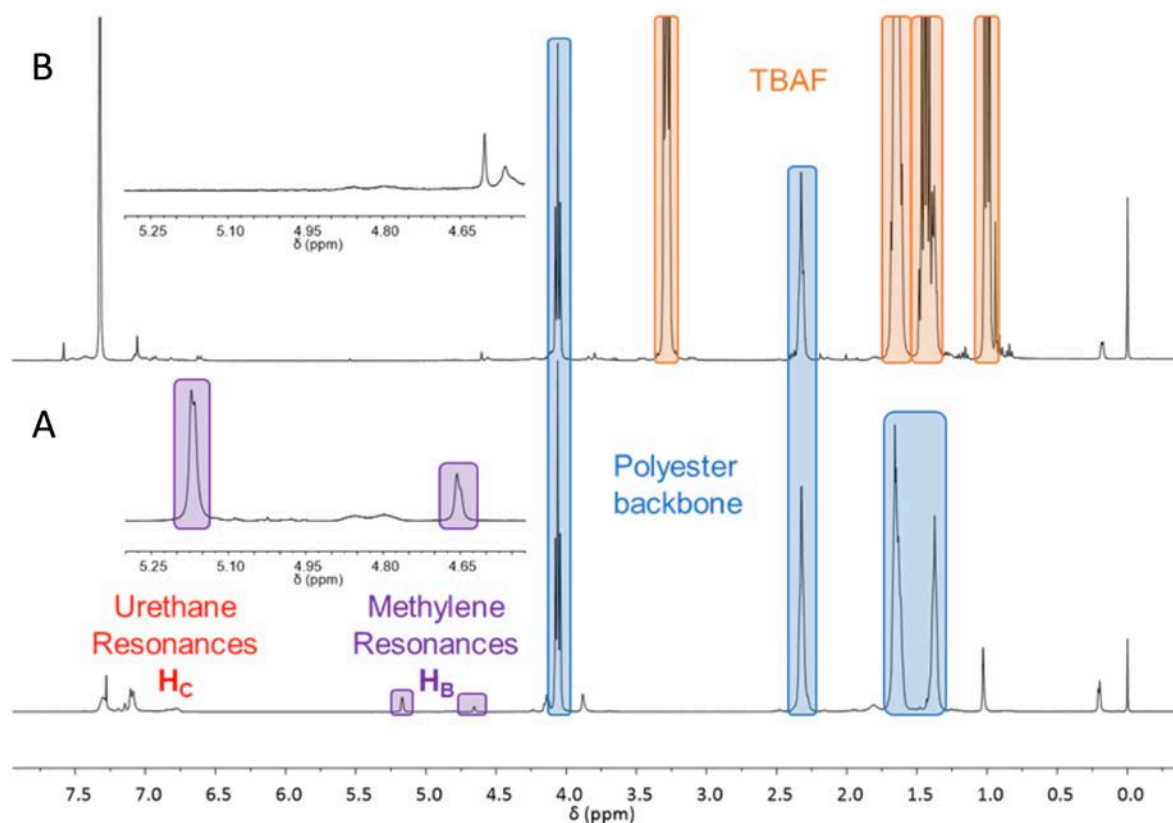 B
TBAF
5.25 5.10 4.95 4.80 4.65
δ (ppm)
A
Polyester
backbone
5.25 5.10 4.95 4.80 4.65
δ (ppm)
Urethane
Resonances
H_C
Methylene
Resonances
H_B
7.5 7.0 6.5 6.0 5.5 5.0 4.5 4.0 3.5 3.0 2.5 2.0 1.5 1.0 0.5 0.0
δ (ppm)